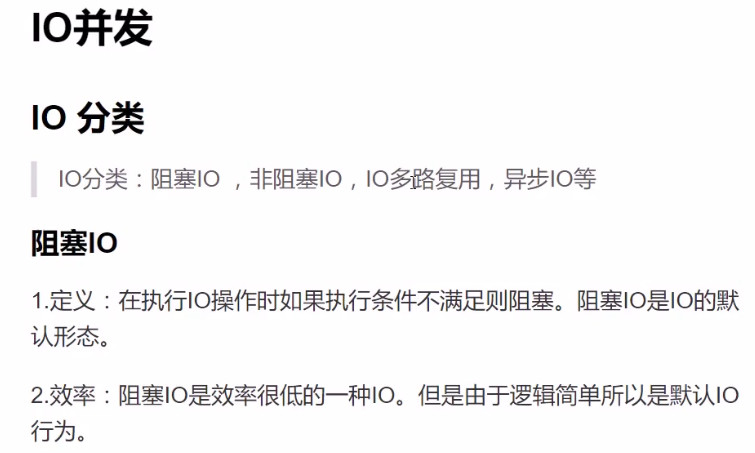 IO并发
IO 分类
IO分类：阻塞IO ，非阻塞IO，IO多路复用，异步IO等
阻塞IO
1.定义：在执行IO操作时如果执行条件不满足则阻塞。阻塞IO是IO的默
认形态。
2.效率：阻塞IO是效率很低的一种IO。但是由于逻辑简单所以是默认IO
行为。